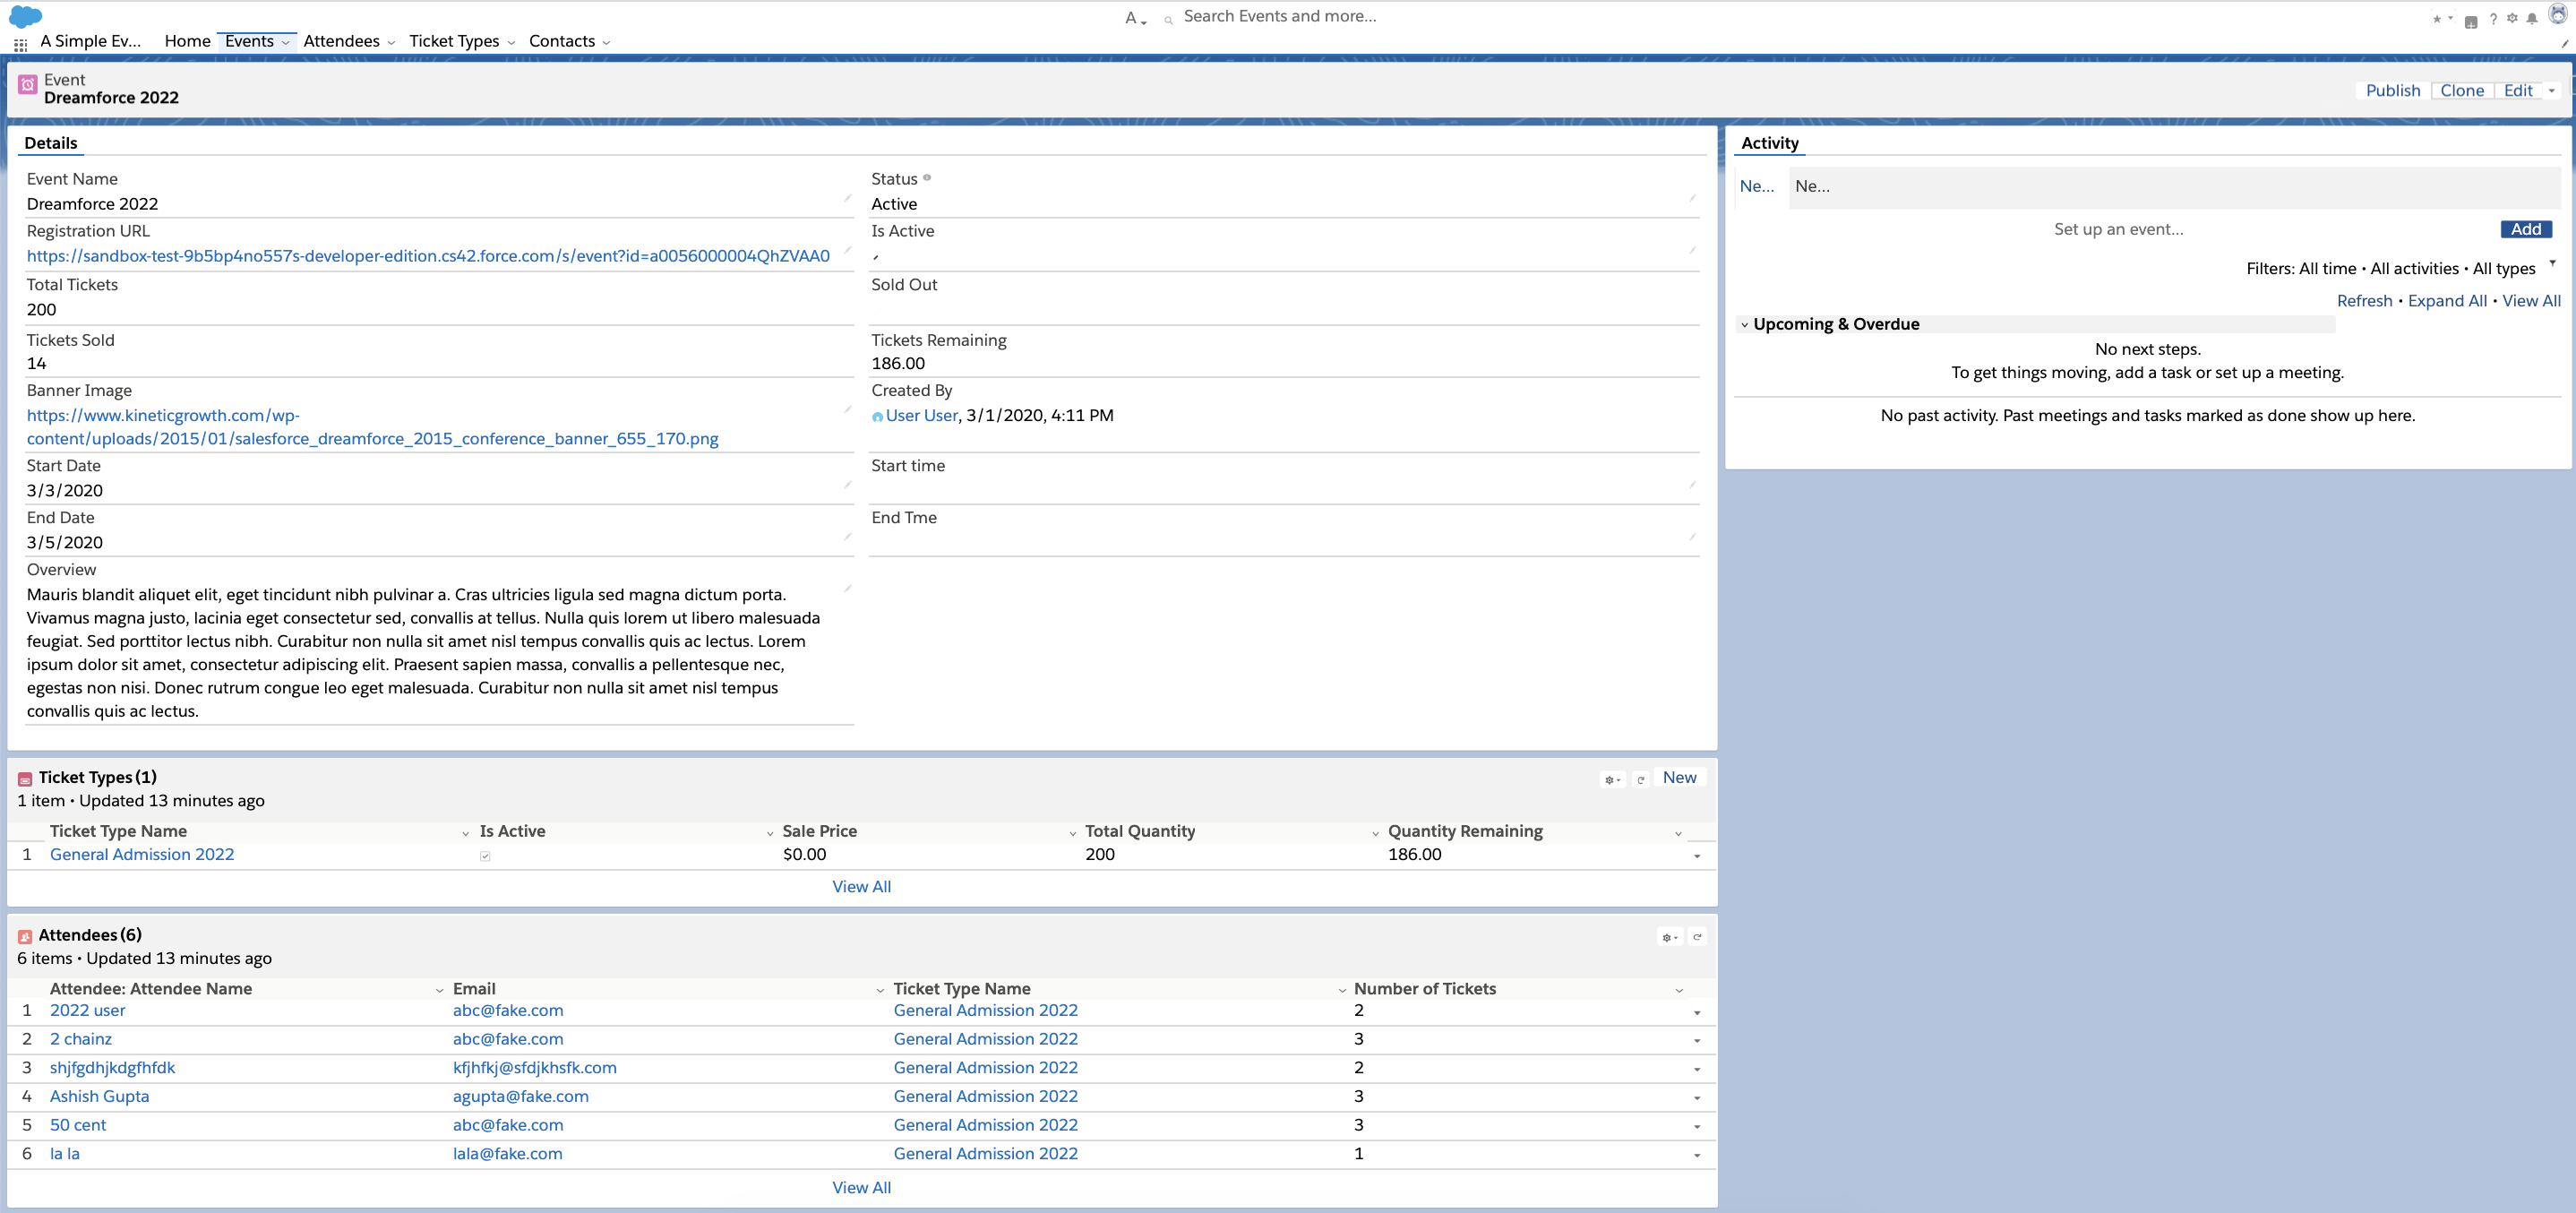 A
Search Events and more...
A Simple Ev...
Home
Events
Attendees
Ticket Types
Contacts
Event
Dreamforce 2022
Publish
Clone
Edit
Details
Event Name
Dreamforce 2022
Status
Active
Registration URL
https://sandbox-test-9b5bp4no557s-developer-edition.cs42.force.com/s/event?id=a0056000004QhZVAA0
Is Active
Total Tickets
200
Sold Out
Tickets Sold
14
Tickets Remaining
186.00
Banner Image
https://www.kineticgrowth.com/wp-
content/uploads/2015/01/salesforce_dreamforce_2015_conference_banner_655_170.png
Created By
User User, 3/1/2020, 4:11 PM
Start Date
3/3/2020
Start time
End Date
3/5/2020
End Tme
Overview
Mauris blandit aliquet elit, eget tincidunt nibh pulvinar a. Cras ultricies ligula sed magna dictum porta.
Vivamus magna justo, lacinia eget consectetur sed, convallis at tellus. Nulla quis lorem ut libero malesuada
feugiat. Sed porttitor lectus nibh. Curabitur non nulla sit amet nisl tempus convallis quis ac lectus. Lorem
ipsum dolor sit amet, consectetur adipiscing elit. Praesent sapien massa, convallis a pellentesque nec,
egestas non nisi. Donec rutrum congue leo eget malesuada. Curabitur non nulla sit amet nisl tempus
convallis quis ac lectus.
Activity
Ne...
Ne...
Set up an event...
Add
Filters: All time • All activities • All types
Refresh • Expand All • View All
Upcoming & Overdue
No next steps.
To get things moving, add a task or set up a meeting.
No past activity. Past meetings and tasks marked as done show up here.
Ticket Types (1)
1 item • Updated 13 minutes ago
New
Ticket Type Name Is Active Sale Price Total Quantity Quantity Remaining
1 General Admission 2022 $0.00 200 186.00
View All
Attendees (6)
6 items • Updated 13 minutes ago
Attendee: Attendee Name Email Ticket Type Name Number of Tickets
1 2022 user abc@fake.com General Admission 2022 2
2 2 chainz abc@fake.com General Admission 2022 3
3 shjfgdhjkdgfhfdk kfjhfkj@sfdjkhsfk.com General Admission 2022 2
4 Ashish Gupta agupta@fake.com General Admission 2022 3
5 50 cent abc@fake.com General Admission 2022 3
6 la la lala@fake.com General Admission 2022 1
View All